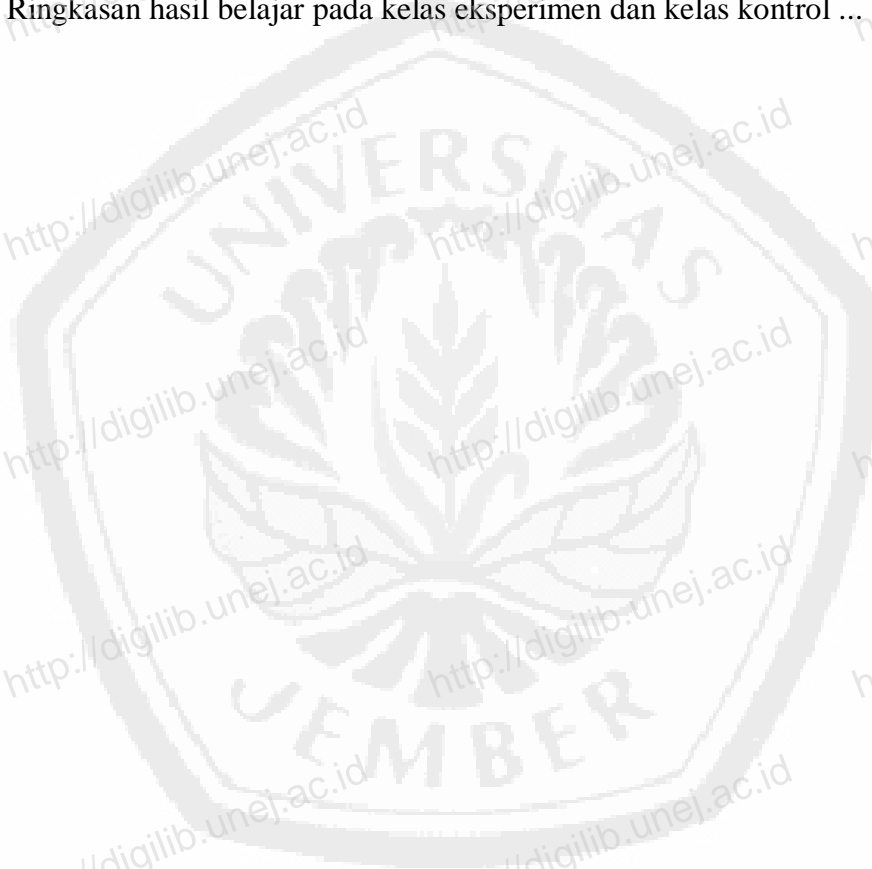 Ringkasan hasil belajar pada kelas eksperimen dan kelas kontrol ...
http://digilib.unej.ac.id http://digilib.unej.ac.id
UNIVERSITAS
http://digilib.unej.ac.id http://digilib.unej.ac.id
http://digilib.unej.ac.id http://digilib.unej.ac.id
JEMBER
//digilib.unej.ac.id //digilib.unej.ac.id